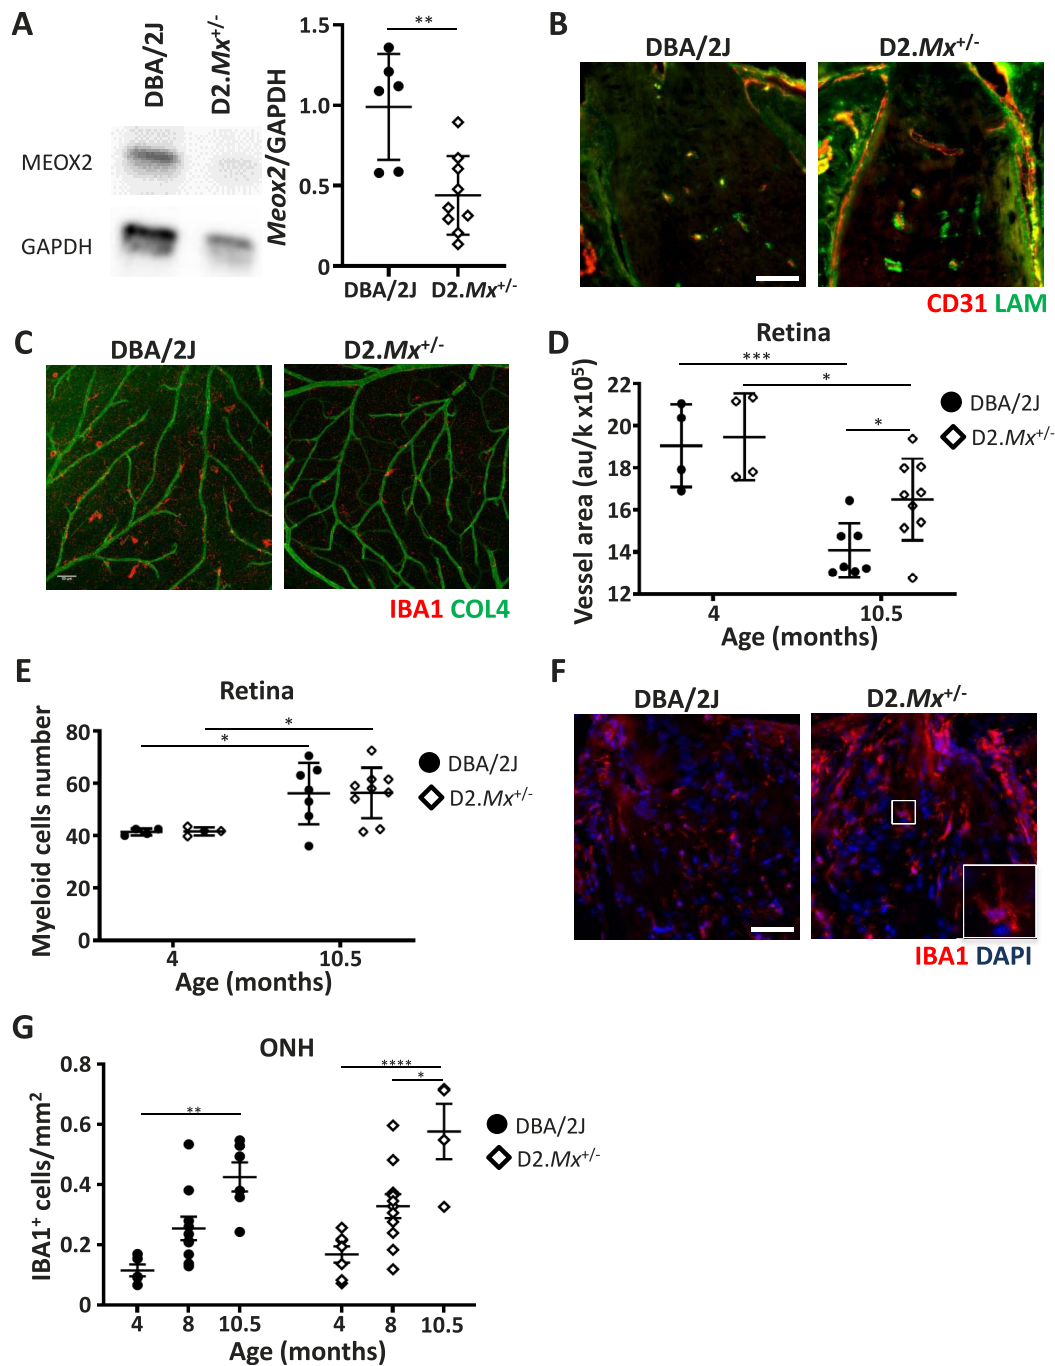 A
DBA/2J
D2.Mx+/-
MEOX2
GAPDH
Meox2/GAPDH
1.5
1.0
0.5
0
**
DBA/2J
D2.Mx+/-
B
DBA/2J
D2.Mx+/-
CD31 LAM
C
DBA/2J
D2.Mx+/-
IBA1 COL4
D
Retina
***
*
*
Vessel area (au/k x10⁵)
22
20
18
16
14
12
4
10.5
Age (months)
DBA/2J
D2.Mx+/-
E
Retina
*
*
Myeloid cells number
80
60
40
20
0
4
10.5
Age (months)
DBA/2J
D2.Mx+/-
F
DBA/2J
D2.Mx+/-
IBA1 DAPI
G
ONH
**
****
*
IBA1⁺ cells/mm²
0.8
0.6
0.4
0.2
0
4 8 10.5
4 8 10.5
Age (months)
DBA/2J
D2.Mx+/-